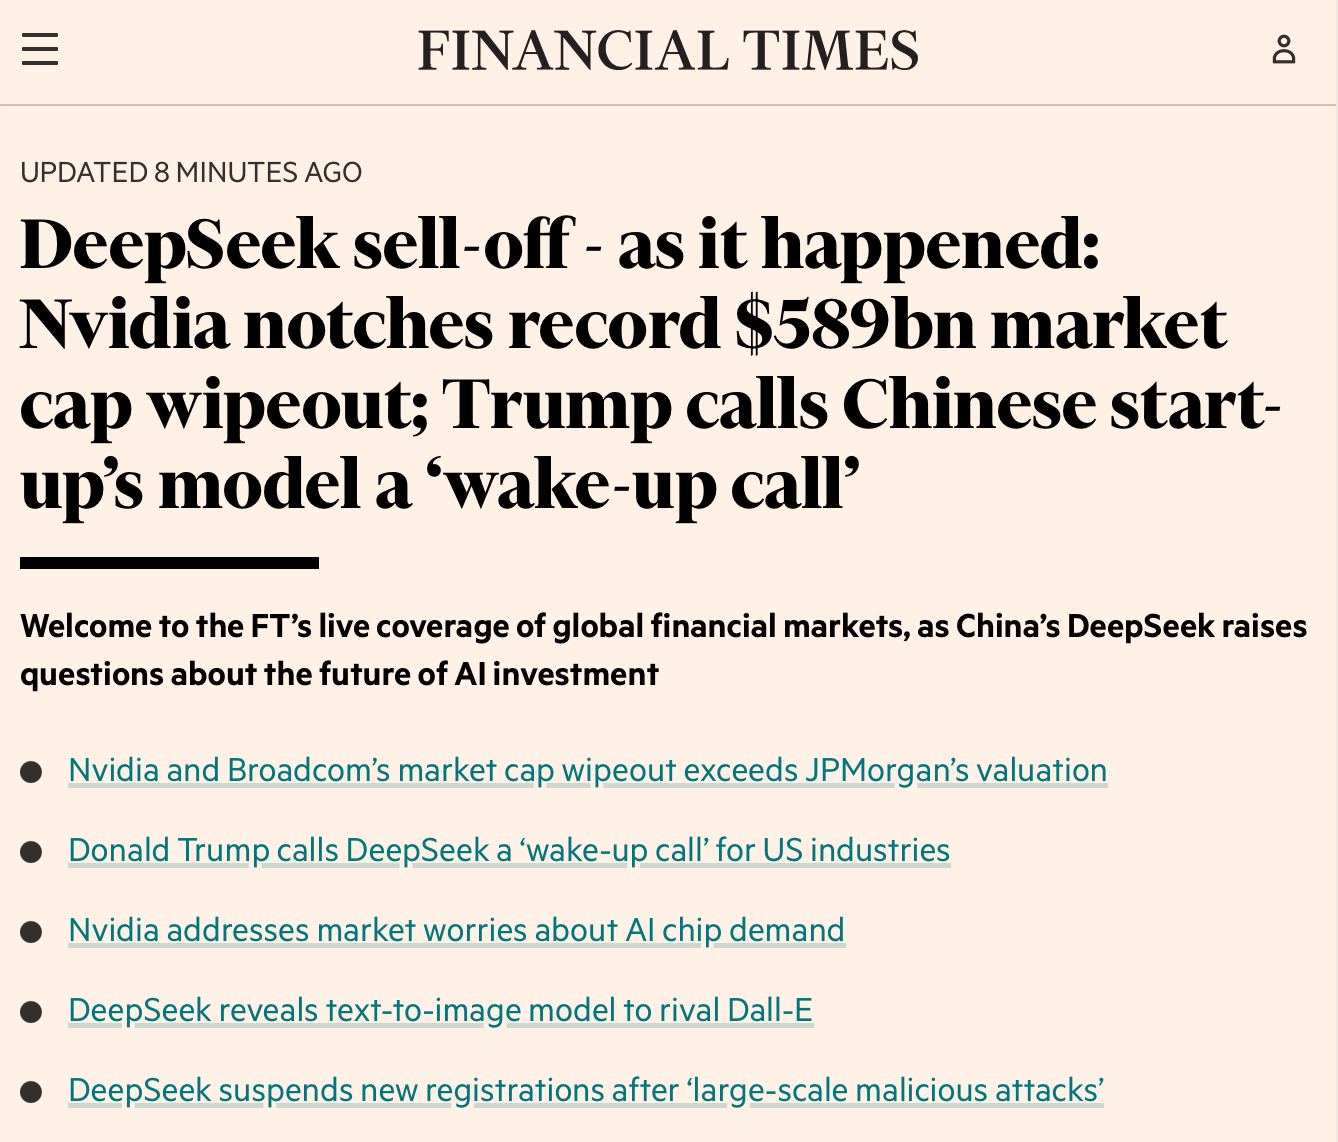 FINANCIAL TIMES
UPDATED 8 MINUTES AGO
DeepSeek sell-off - as it happened:
Nvidia notches record $589bn market
cap wipeout; Trump calls Chinese start-
up’s model a ‘wake-up call’
Welcome to the FT’s live coverage of global financial markets, as China’s DeepSeek raises
questions about the future of AI investment
Nvidia and Broadcom’s market cap wipeout exceeds JPMorgan’s valuation
Donald Trump calls DeepSeek a ‘wake-up call’ for US industries
Nvidia addresses market worries about AI chip demand
DeepSeek reveals text-to-image model to rival Dall-E
DeepSeek suspends new registrations after ‘large-scale malicious attacks’